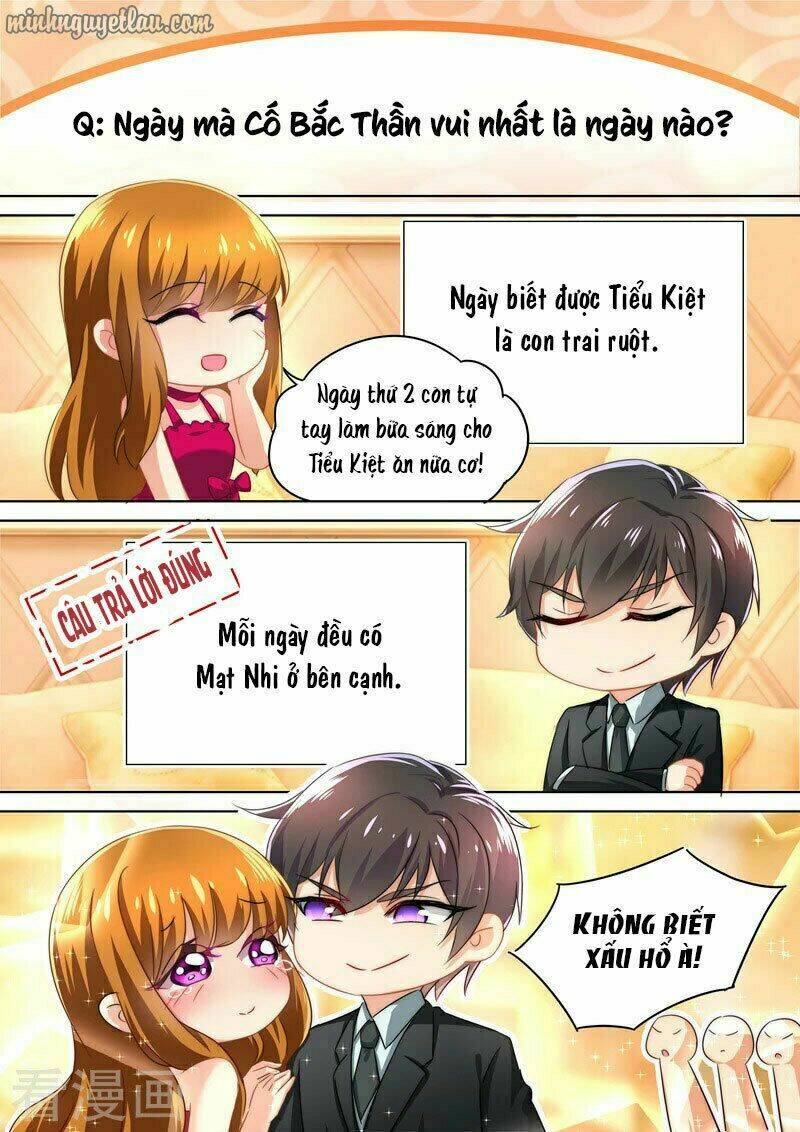 minhnguyetlau.com
Q: Ngày mà Cố Bắc Thần vui nhất là ngày nào?
Ngày biết được Tiểu Kiệt
là con trai ruột.
Ngày thứ 2 còn tự
tay làm bữa sáng cho
Tiểu Kiệt ăn nữa cơ!
CÂU TRẢ LỜI ĐÚNG
Mỗi ngày đều có
Mạt Nhi ở bên cạnh.
KHÔNG BIẾT
XẤU HỔ À!
看漫画